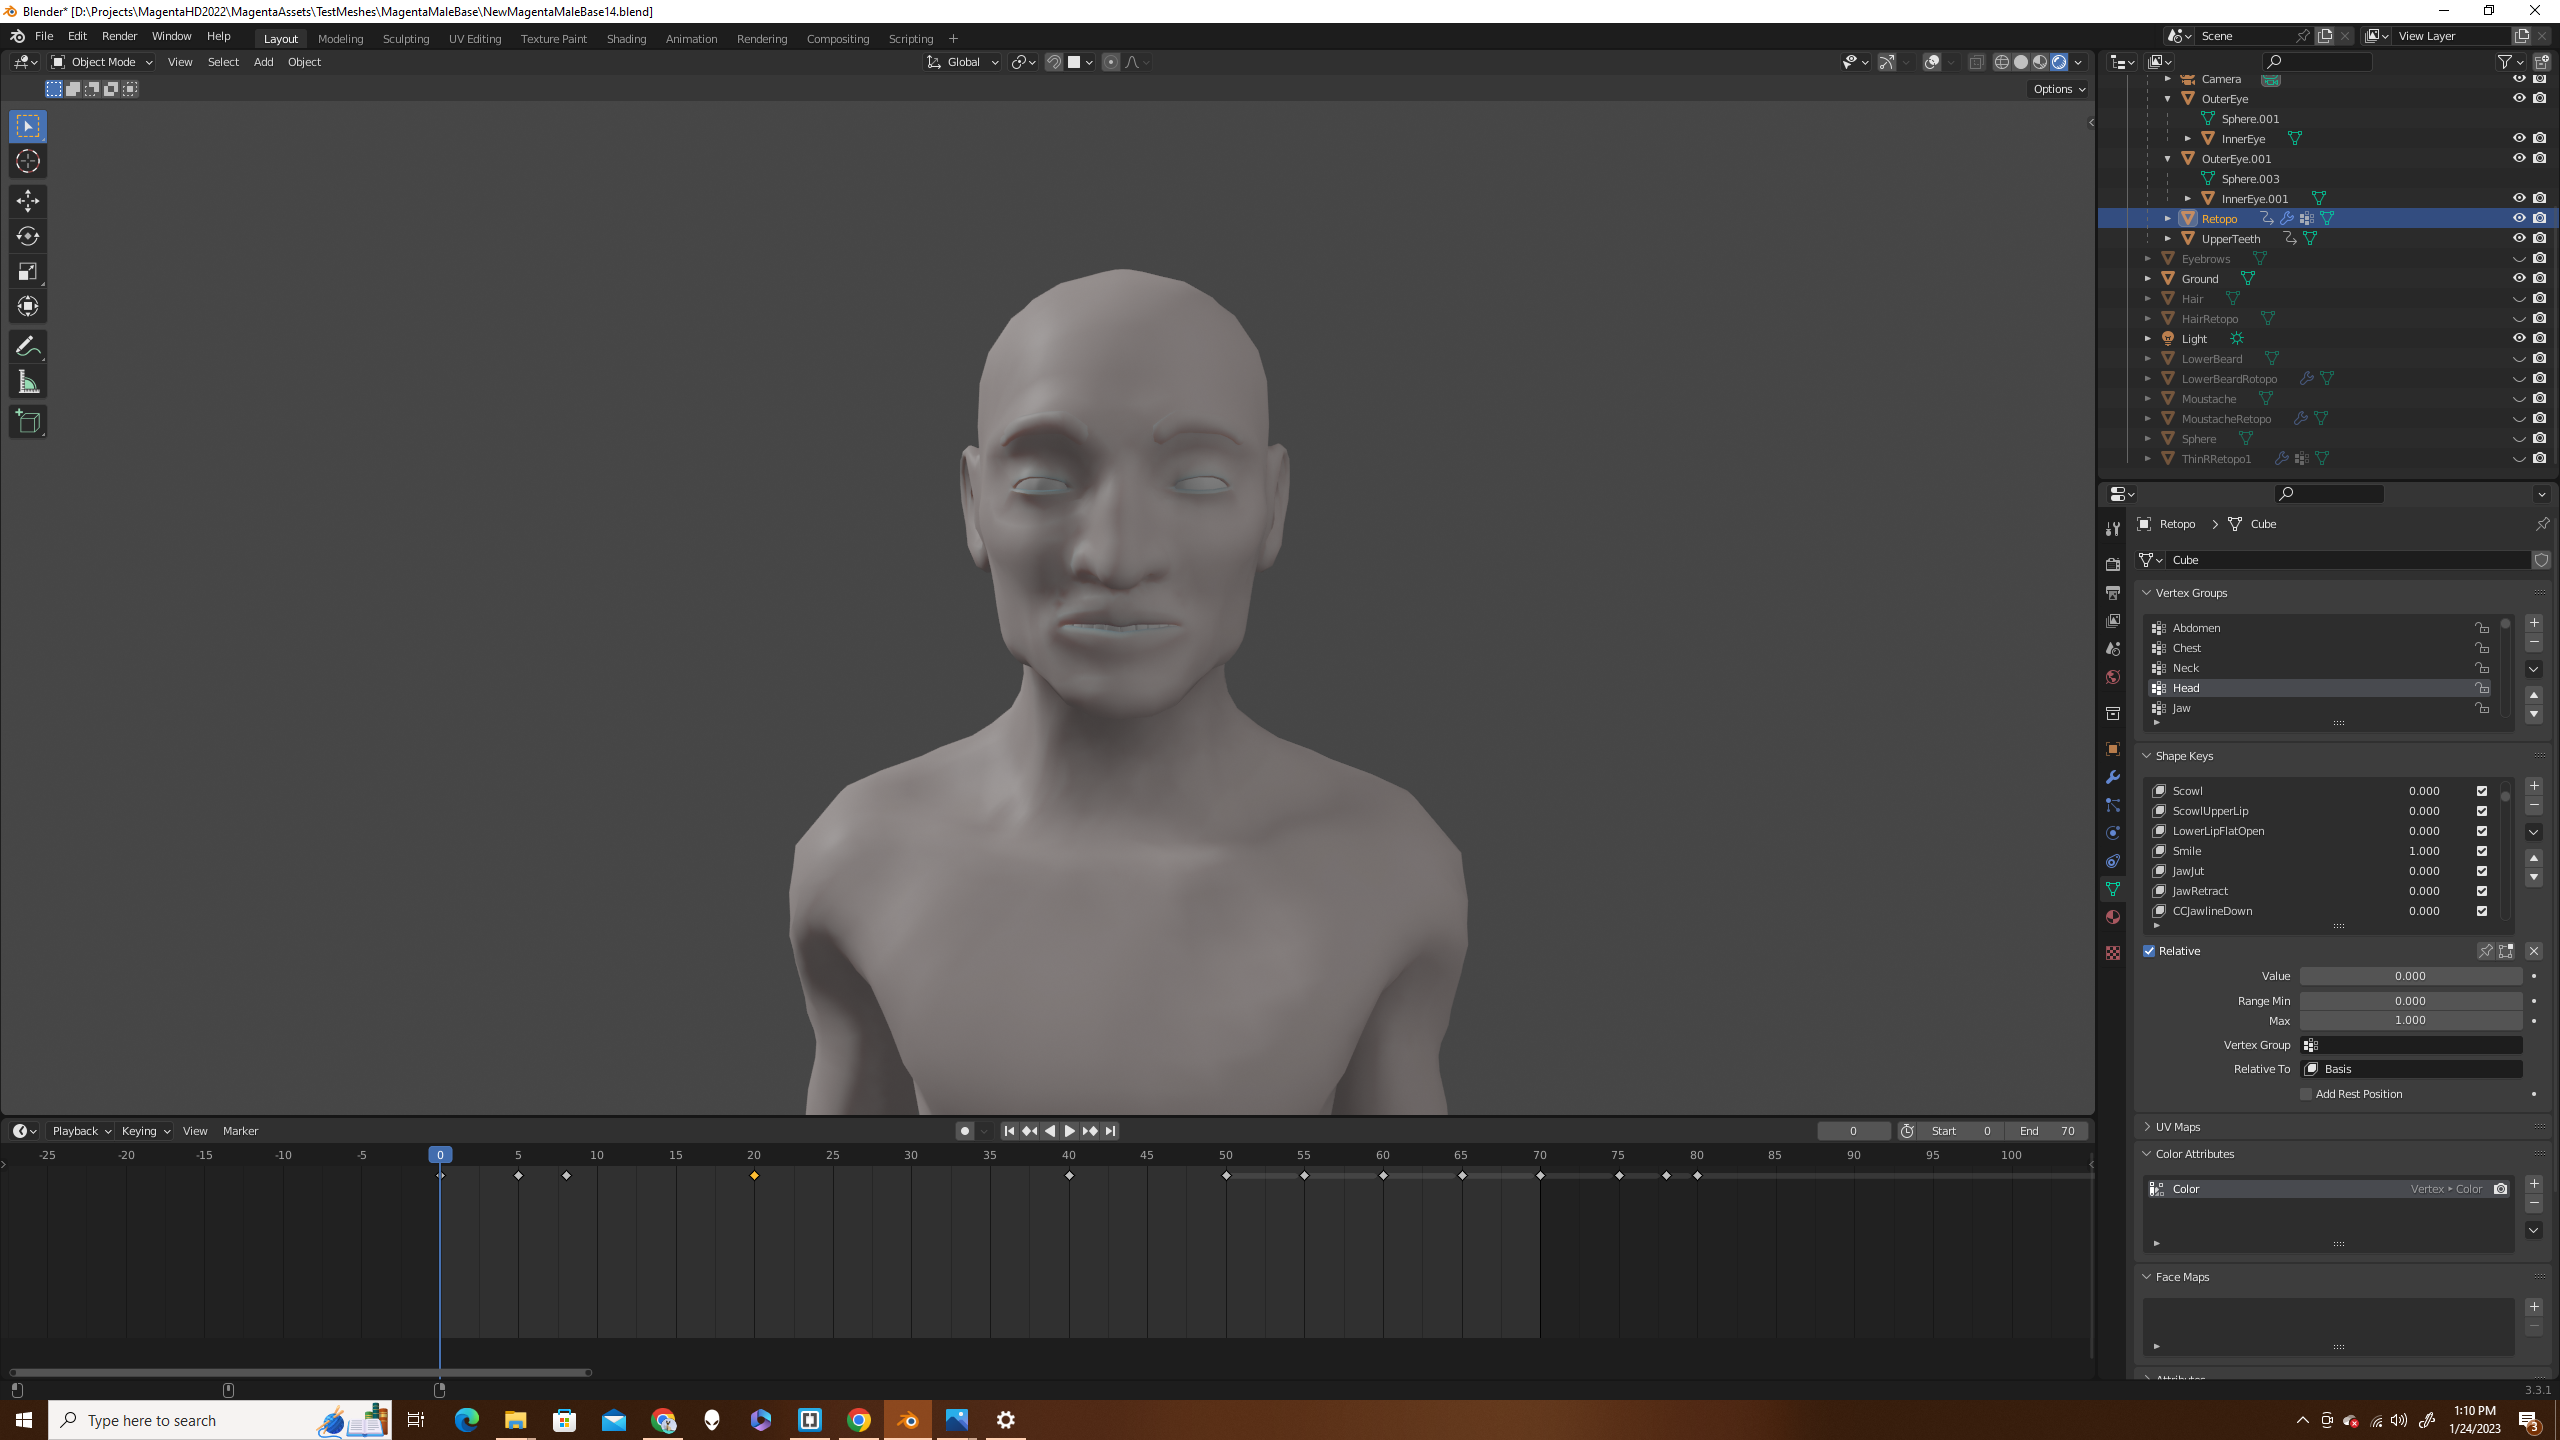 Blender* [D:\Projects\MagentaHD2022\MagentaAssets\TestMeshes\MagentaMaleBase\NewMagentaMaleBase14.blend]
File Edit Render Window Help Layout Modeling Sculpting UV Editing Texture Paint Shading Animation Rendering Compositing Scripting + Scene View Layer
Object Mode View Select Add Object Global
Options
Camera
OuterEye
Sphere.001
InnerEye
OuterEye.001
Sphere.003
InnerEye.001
Retopo
UpperTeeth
Eyebrows
Ground
Hair
HairRetopo
Light
LowerBeard
LowerBeardRotopo
Moustache
MoustacheRetopo
Sphere
ThinRRetopo1
Retopo > Cube
Cube
Vertex Groups
Abdomen
Chest
Neck
Head
Jaw
Shape Keys
Scowl 0.000
ScowlUpperLip 0.000
LowerLipFlatOpen 0.000
Smile 1.000
JawJut 0.000
JawRetract 0.000
CCJawlineDown 0.000
Relative
Value 0.000
Range Min 0.000
Max 1.000
Vertex Group
Relative To Basis
Add Rest Position
UV Maps
Color Attributes
Color Vertex ▸ Color
Face Maps
Attributes
Playback Keying View Marker 0 Start 0 End 70
-25 -20 -15 -10 -5 0 5 10 15 20 25 30 35 40 45 50 55 60 65 70 75 80 85 90 95 100
3.3.1
Type here to search
1:10 PM
1/24/2023
3